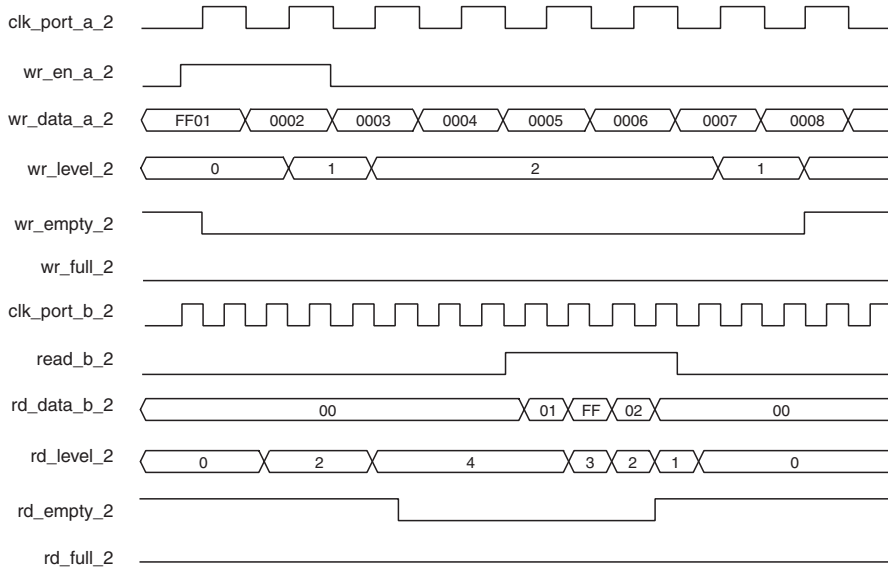 clk_port_a_2
wr_en_a_2
wr_data_a_2 FF01 0002 0003 0004 0005 0006 0007 0008
wr_level_2 0 1 2 1
wr_empty_2
wr_full_2
clk_port_b_2
read_b_2
rd_data_b_2 00 01 FF 02 00
rd_level_2 0 2 4 3 2 1 0
rd_empty_2
rd_full_2